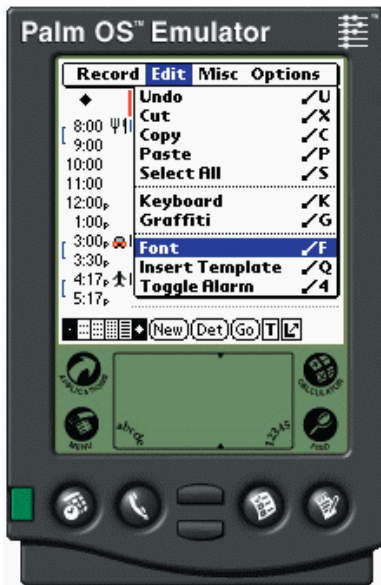 Palm OS™ Emulator
Record Edit Misc Options
Undo /U
Cut /X
8:00 Copy /C
9:00 Paste /P
10:00 Select All /S
11:00
12:00p Keyboard /K
1:00p Graffiti /G
3:00p Font /F
3:30p Insert Template /Q
4:17p Toggle Alarm /4
5:17p
New Det Go T
APPLICATIONS CALCULATOR
MENU abcde 12345 FIND